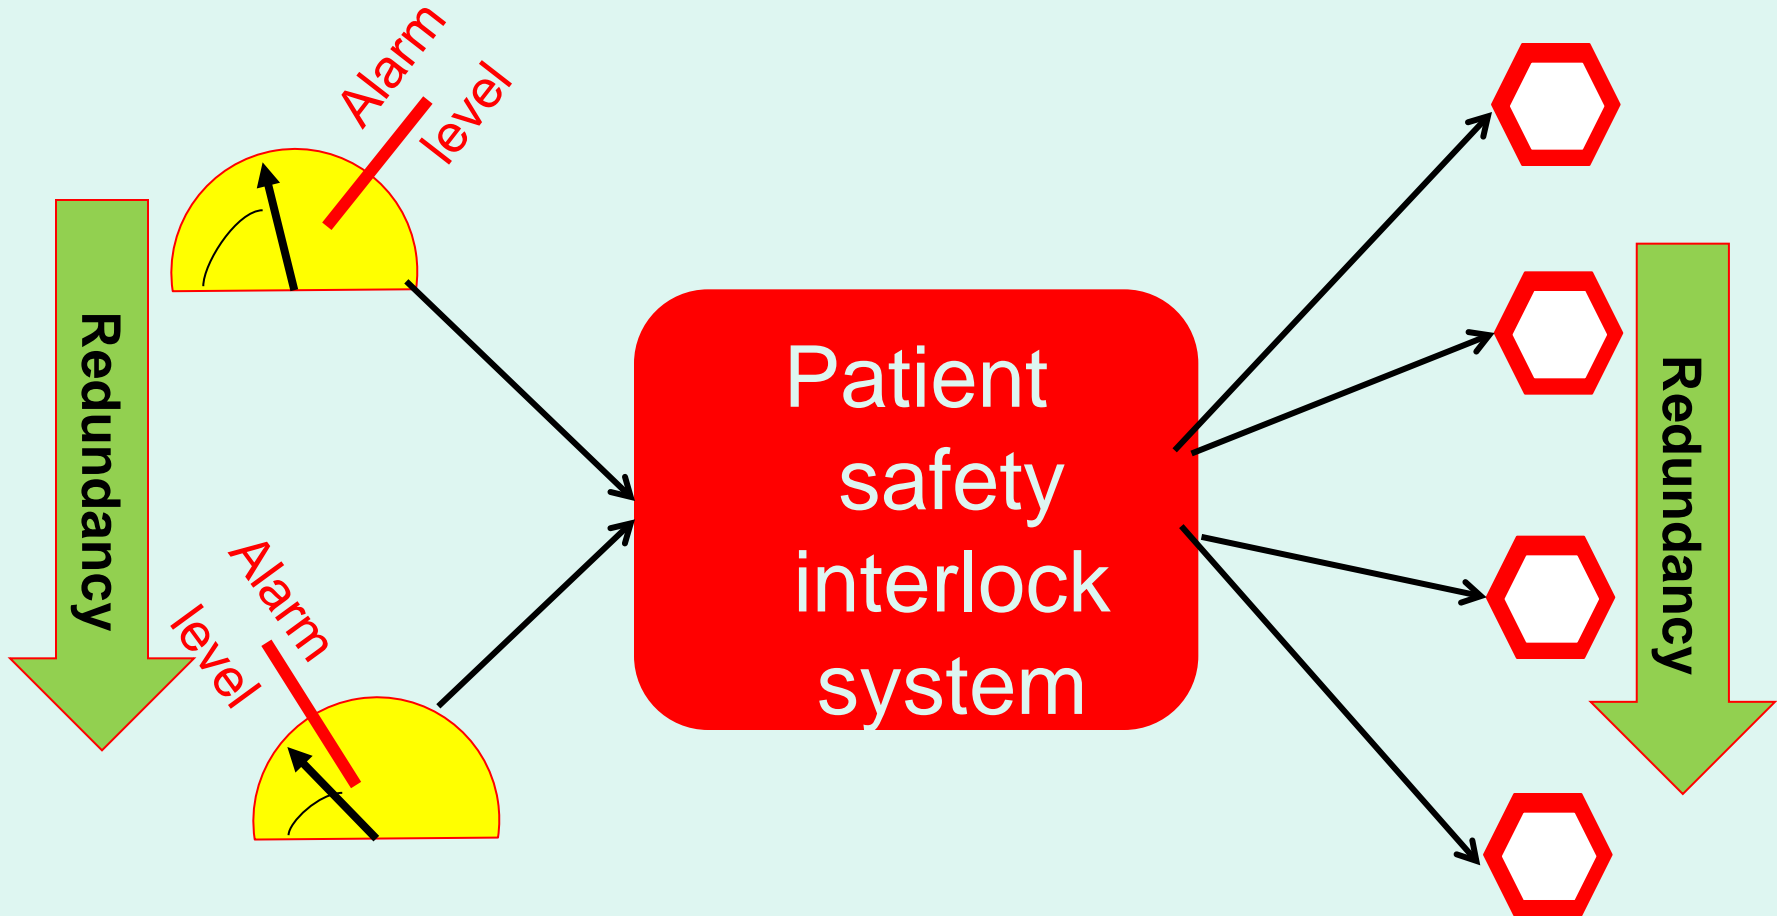 Alarm
level
Redundancy
Alarm
level
Patient
safety
interlock
system
Redundancy